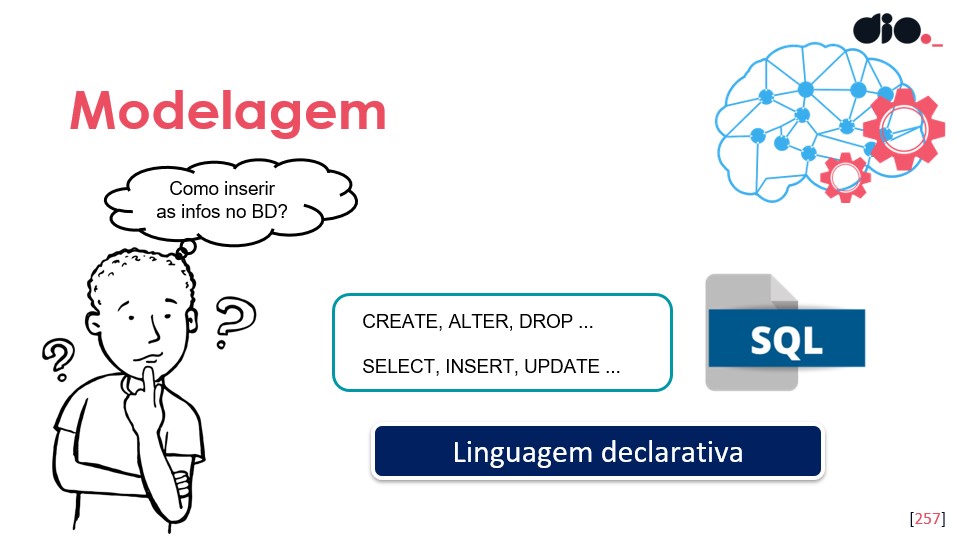 dio._
Modelagem
Como inserir
as infos no BD?
?
?
CREATE, ALTER, DROP ...
SELECT, INSERT, UPDATE ...
SQL
Linguagem declarativa
[257]